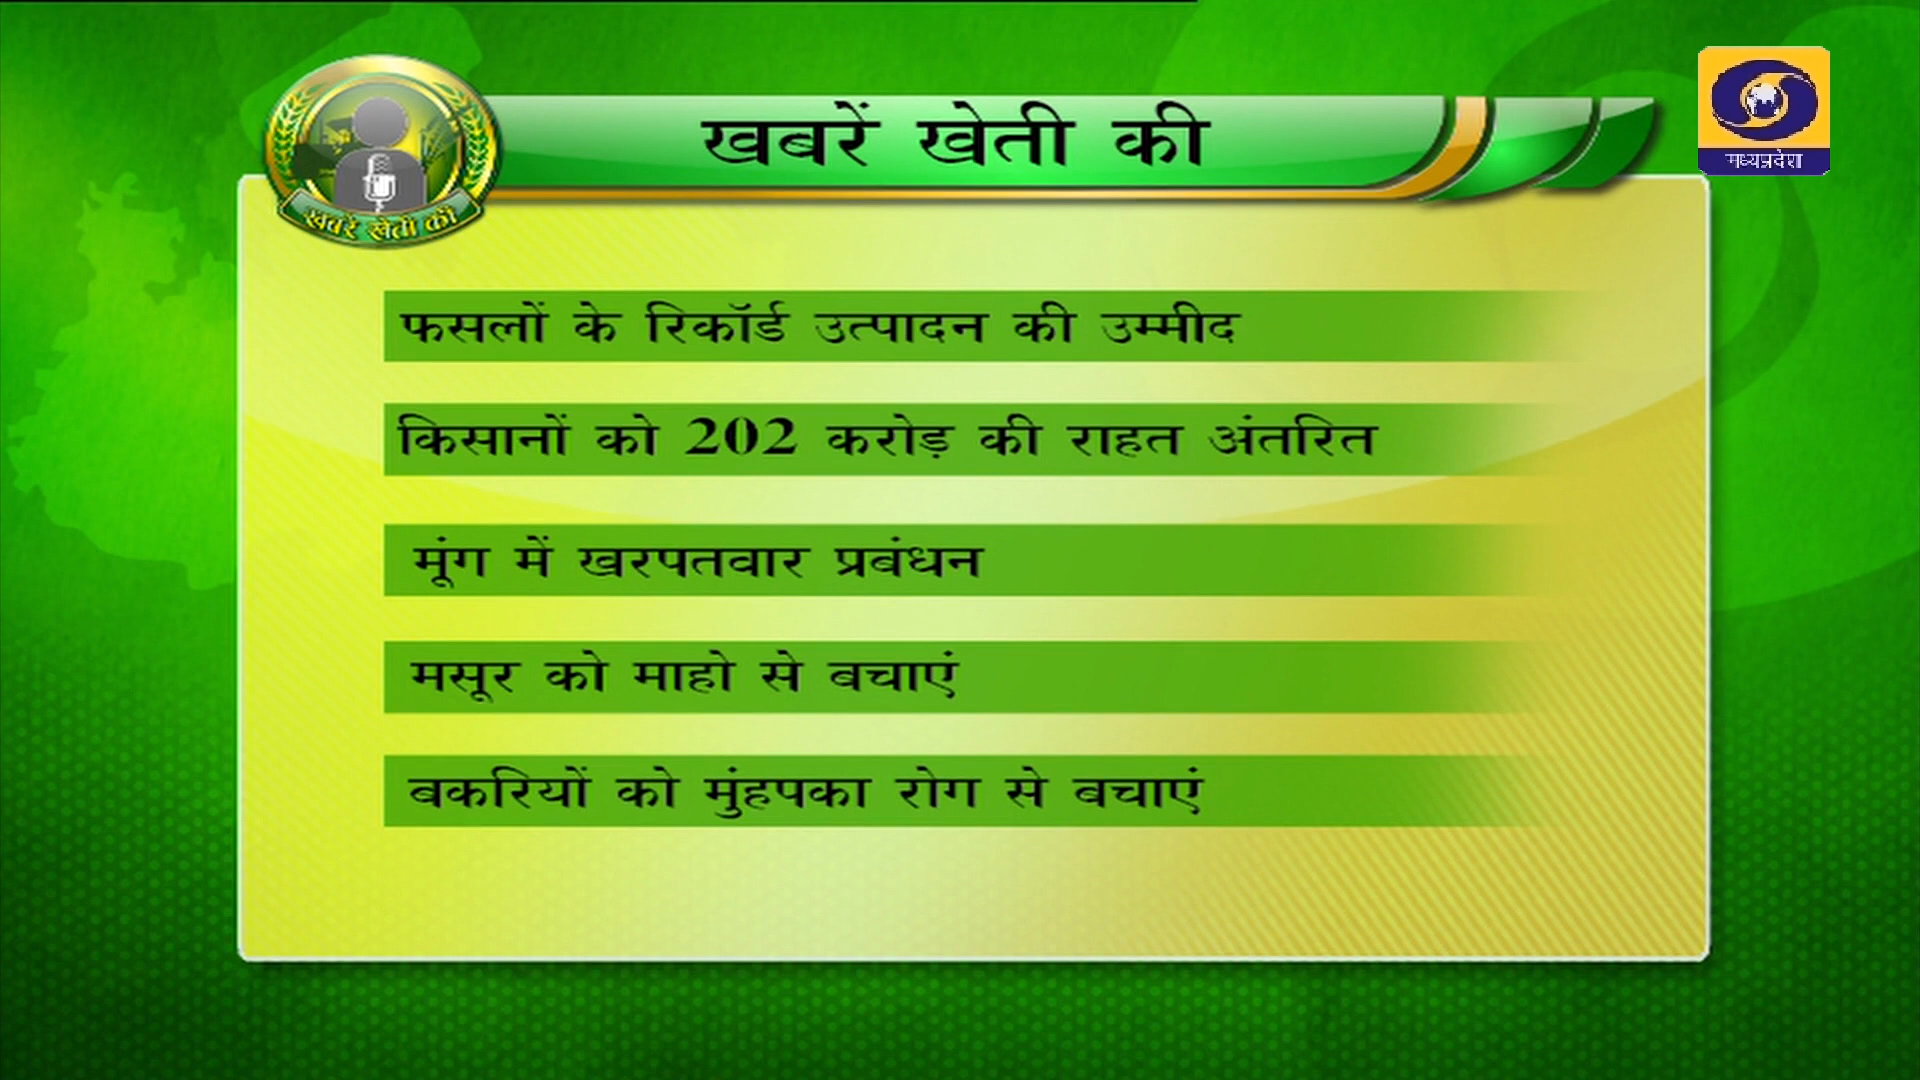 खबरें खेती की
मध्यप्रदेश
खबरें खेती की
फसलों के रिकॉर्ड उत्पादन की उम्मीद
किसानों को 202 करोड़ की राहत अंतरित
मूंग में खरपतवार प्रबंधन
मसूर को माहो से बचाएं
बकरियों को मुंहपका रोग से बचाएं